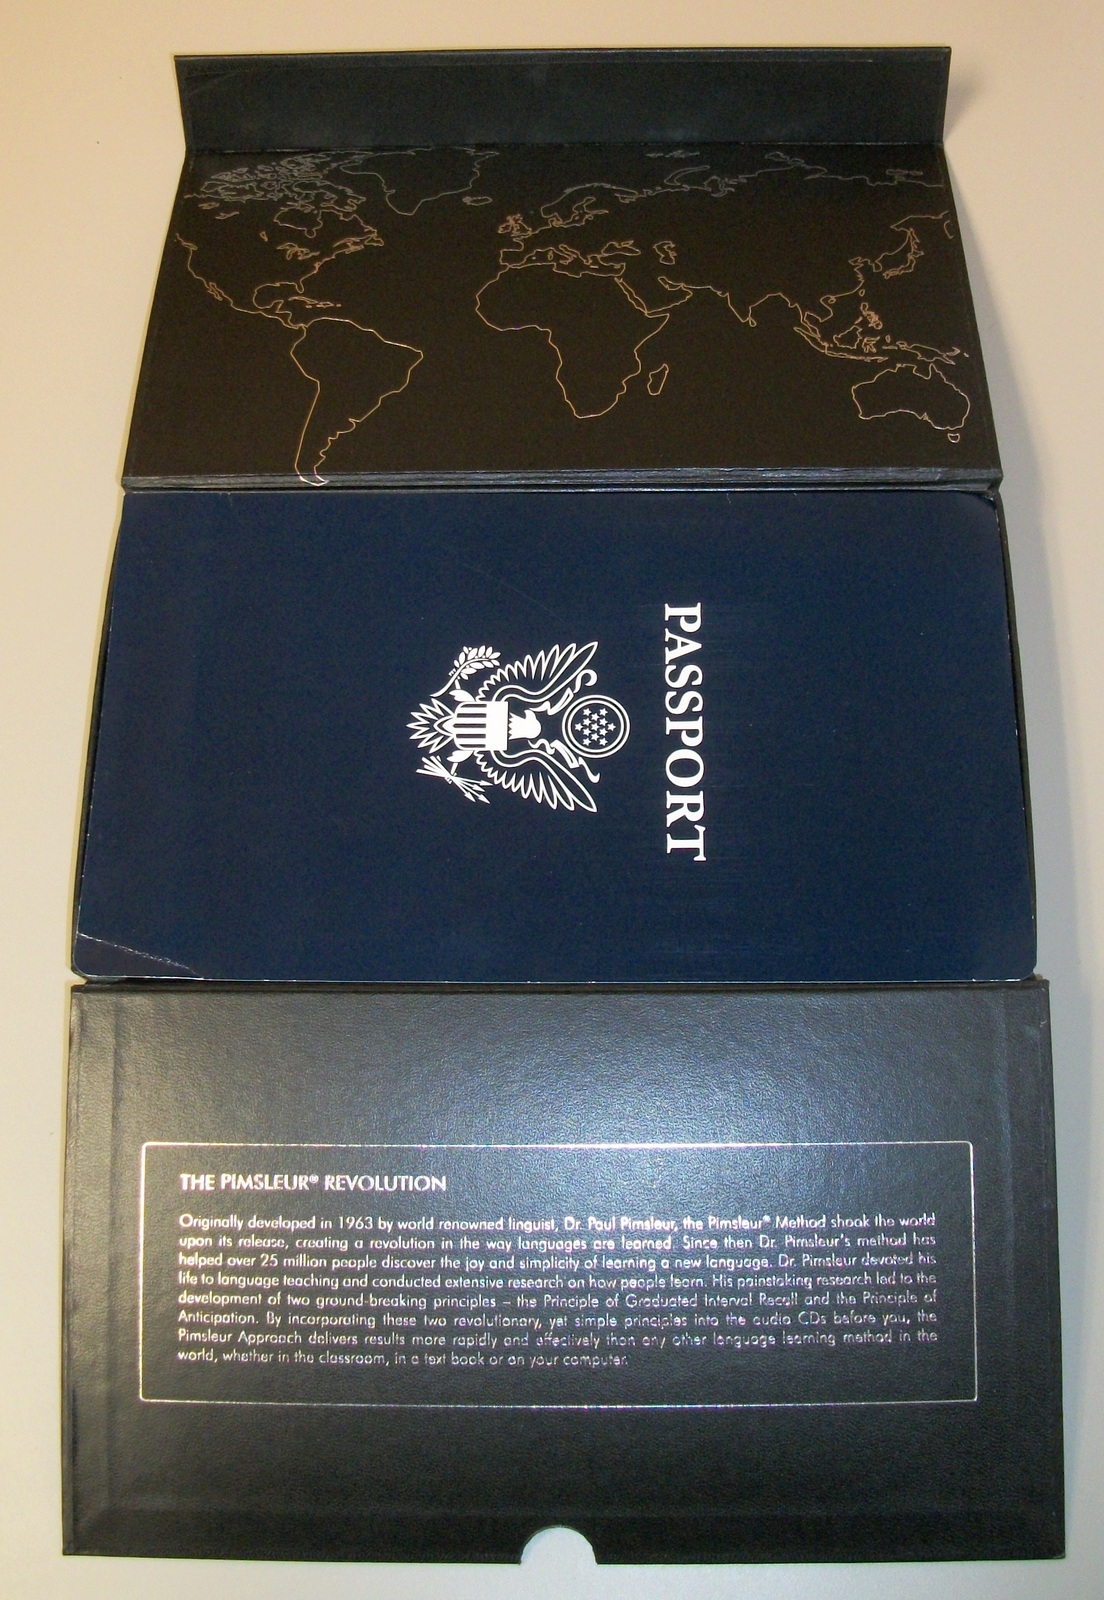 PASSPORT
THE PIMSLEUR® REVOLUTION
Originally developed in 1963 by world renowned linguist, Dr. Paul Pimsleur, the Pimsleur® Method shook the world
upon its release, creating a revolution in the way languages are learned. Since then Dr. Pimsleur's method has
helped over 25 million people discover the joy and simplicity of learning a new language. Dr. Pimsleur devoted his
life to language teaching and conducted extensive research on how people learn. His painstaking research led to the
development of two ground-breaking principles – the Principle of Graduated Interval Recall and the Principle of
Anticipation. By incorporating these two revolutionary, yet simple principles into the audio CDs before you, the
Pimsleur Approach delivers results more rapidly and effectively than any other language learning method in the
world, whether in the classroom, in a text book or on your computer.